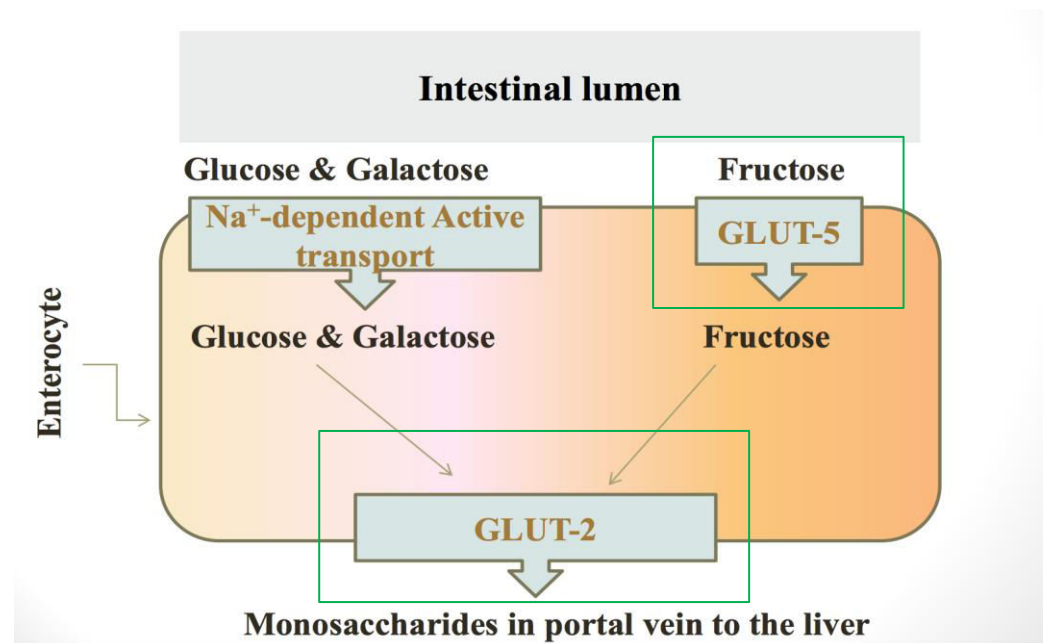 Intestinal lumen
Glucose & Galactose
Fructose
Na⁺-dependent Active
transport
GLUT-5
Glucose & Galactose
Fructose
Enterocyte
GLUT-2
Monosaccharides in portal vein to the liver